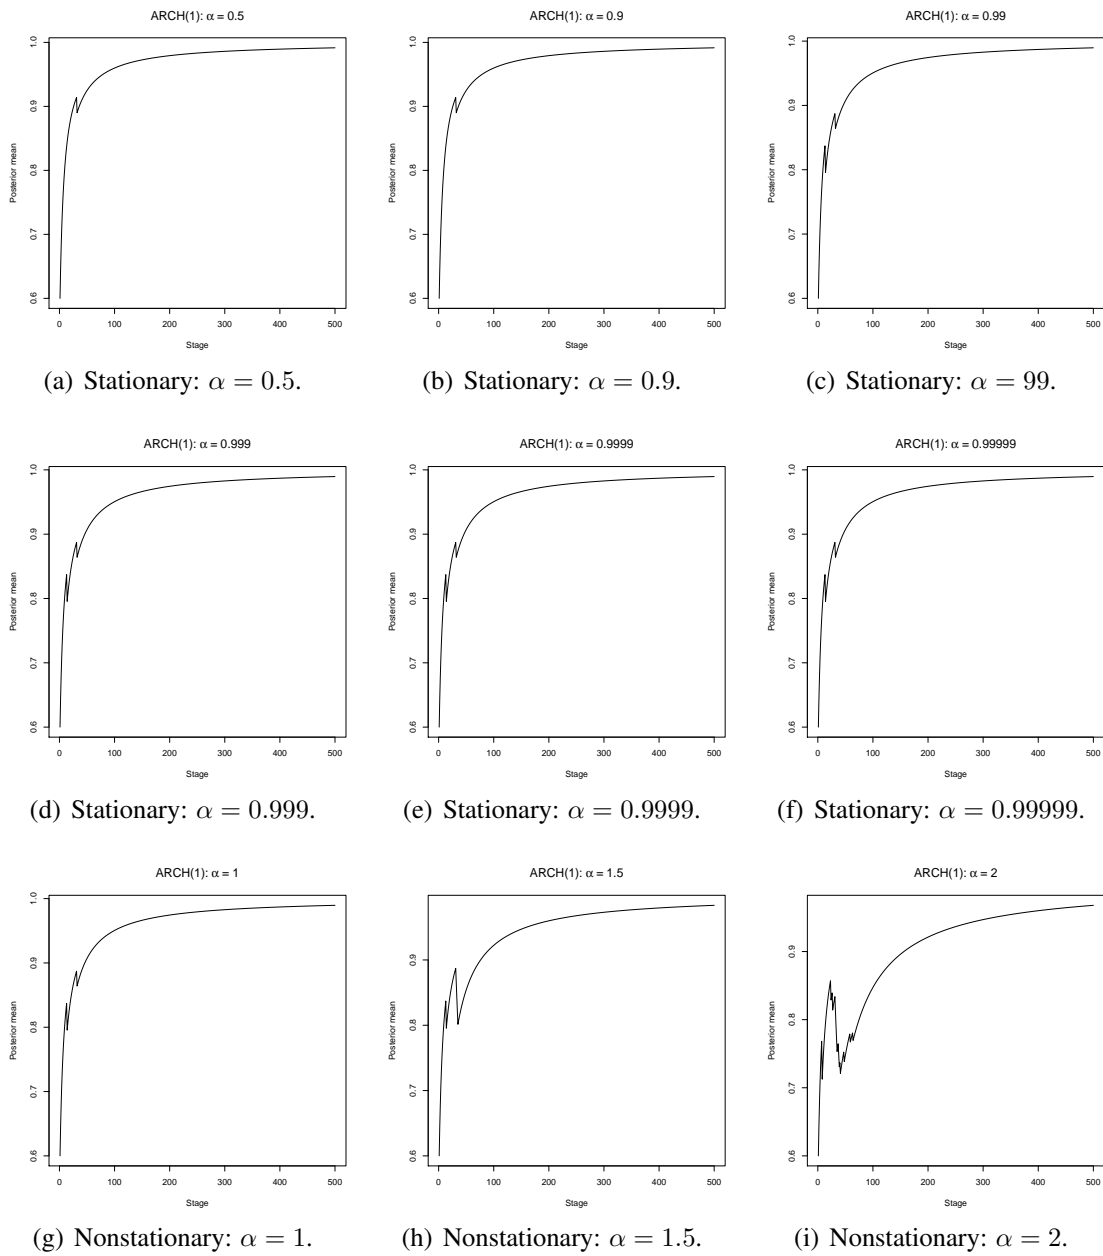 ARCH(1): α = 0.5
Posterior mean
0.6 0.7 0.8 0.9 1.0
0 100 200 300 400 500
Stage
(a) Stationary: α = 0.5.
ARCH(1): α = 0.9
Posterior mean
0.6 0.7 0.8 0.9 1.0
0 100 200 300 400 500
Stage
(b) Stationary: α = 0.9.
ARCH(1): α = 0.99
Posterior mean
0.6 0.7 0.8 0.9 1.0
0 100 200 300 400 500
Stage
(c) Stationary: α = 99.
ARCH(1): α = 0.999
Posterior mean
0.6 0.7 0.8 0.9 1.0
0 100 200 300 400 500
Stage
(d) Stationary: α = 0.999.
ARCH(1): α = 0.9999
Posterior mean
0.6 0.7 0.8 0.9 1.0
0 100 200 300 400 500
Stage
(e) Stationary: α = 0.9999.
ARCH(1): α = 0.99999
Posterior mean
0.6 0.7 0.8 0.9 1.0
0 100 200 300 400 500
Stage
(f) Stationary: α = 0.99999.
ARCH(1): α = 1
Posterior mean
0.6 0.7 0.8 0.9 1.0
0 100 200 300 400 500
Stage
(g) Nonstationary: α = 1.
ARCH(1): α = 1.5
Posterior mean
0.6 0.7 0.8 0.9 1.0
0 100 200 300 400 500
Stage
(h) Nonstationary: α = 1.5.
ARCH(1): α = 2
Posterior mean
0.6 0.7 0.8 0.9
0 100 200 300 400 500
Stage
(i) Nonstationary: α = 2.